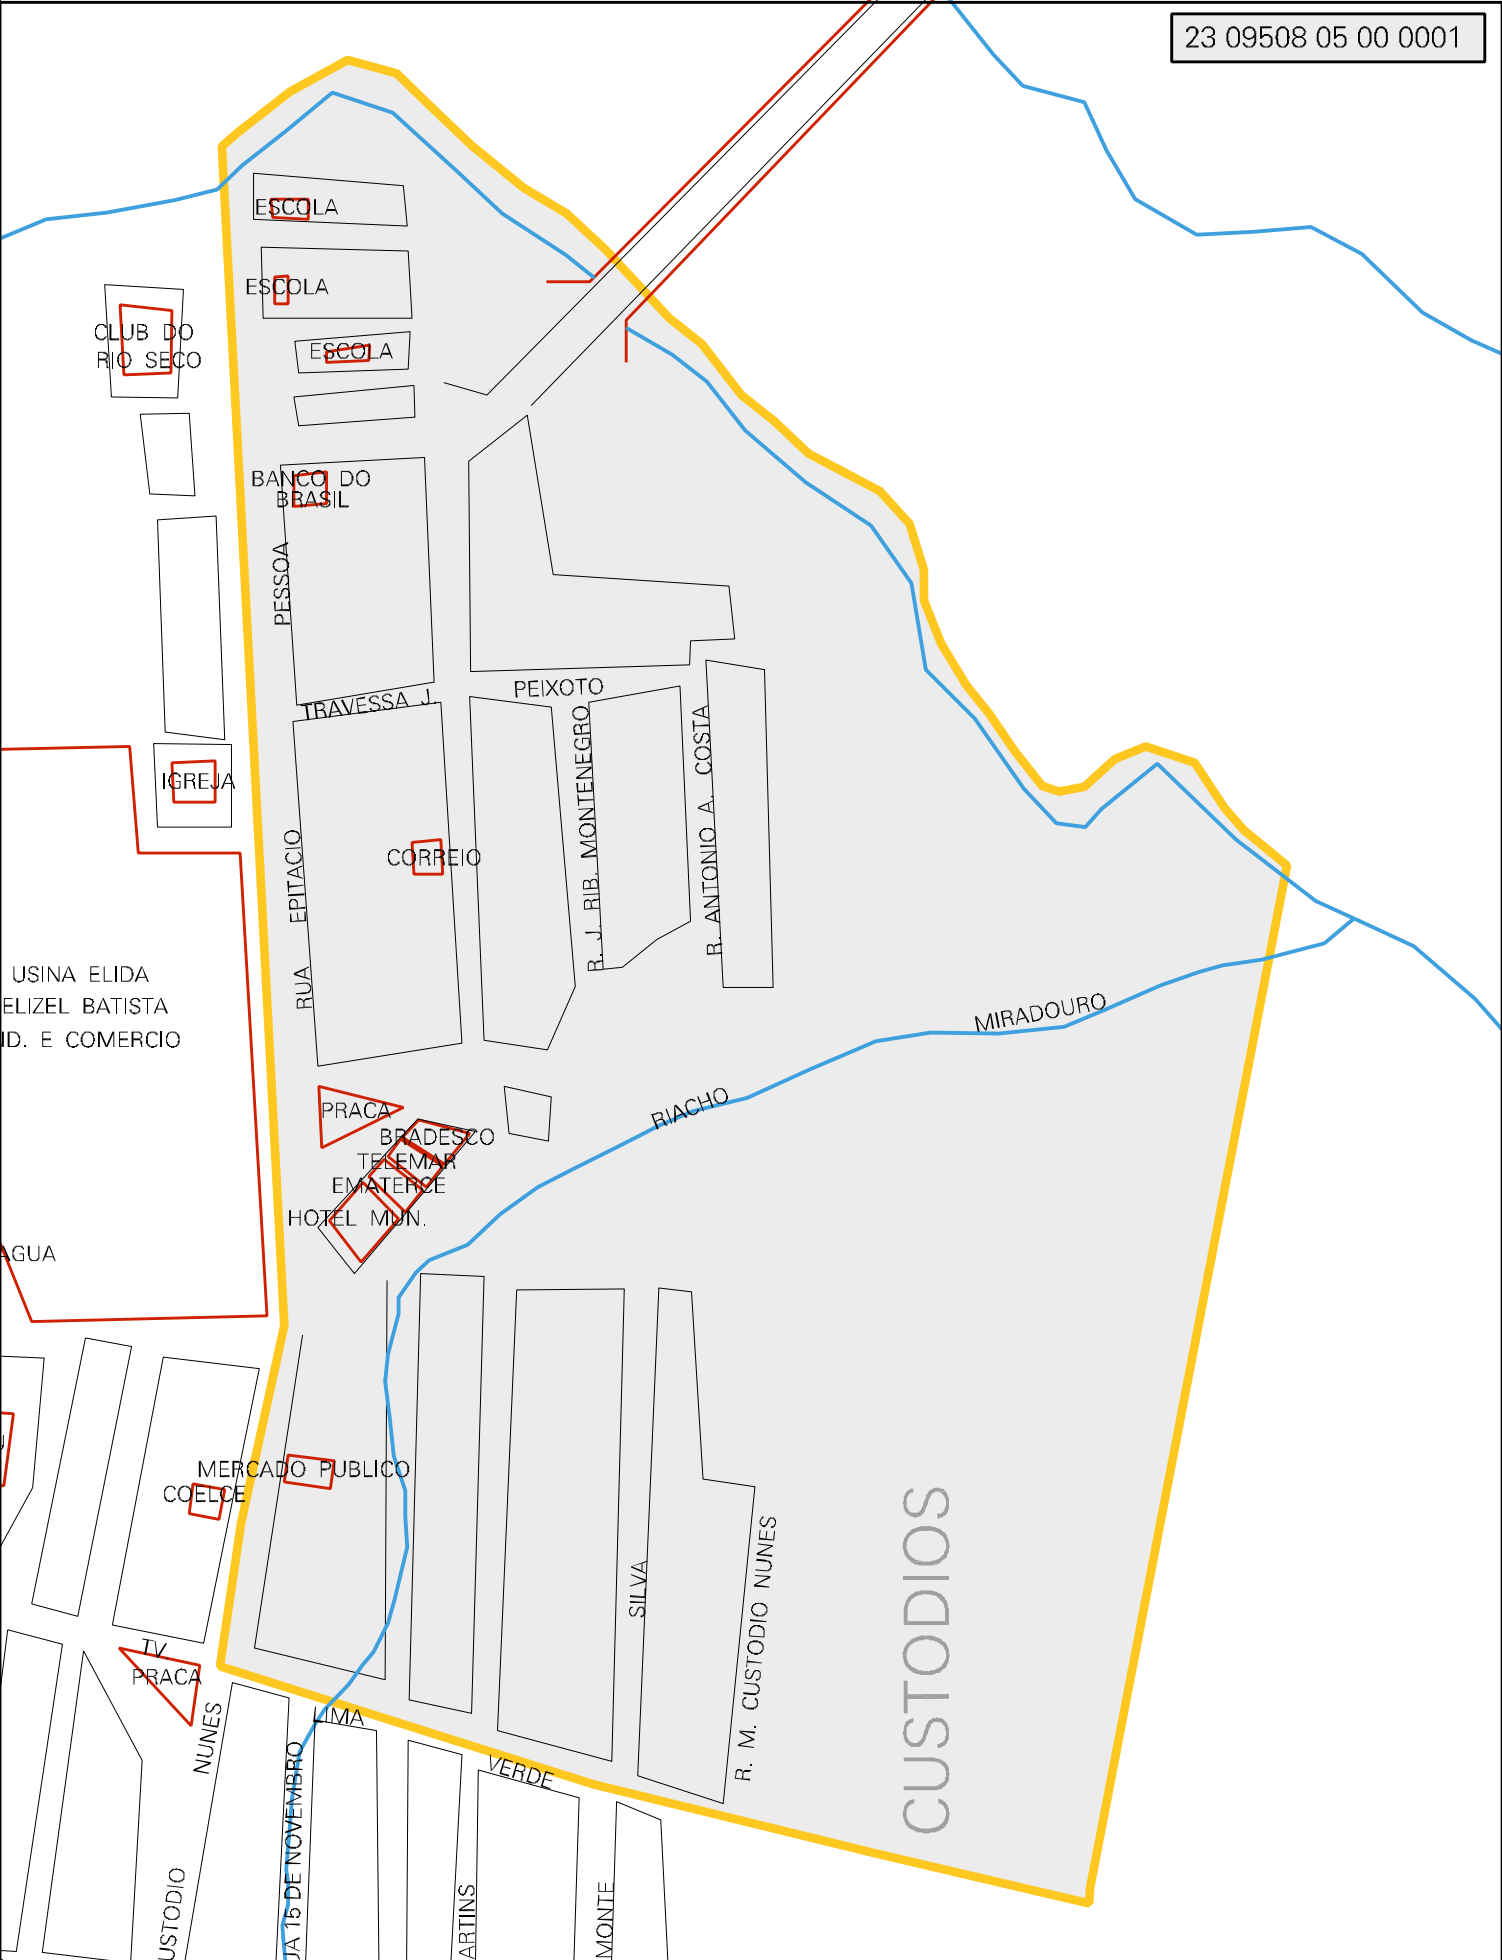 23 09508 05 00 0001
ESCOLA
ESCOLA
CLUB DO
RIO SECO
ESCOLA
BANCO DO
BRASIL
PESSOA
TRAVESSA J.
PEIXOTO
R. J. RIB. MONTENEGRO
R. ANTONIO A. COSTA
IGREJA
CORREIO
RUA EPITACIO
USINA ELIDA
ELIZEL BATISTA
ND. E COMERCIO
RIACHO MIRADOURO
PRACA
BRADESCO
TELEMAR
EMATERCE
HOTEL MUN.
AGUA
MERCADO PUBLICO
COELCE
SILVA
R. M. CUSTODIO NUNES
CUSTODIOS
TV
PRACA
LIMA
VERDE
NUNES
USTODIO
UA 15 DE NOVEMBRO
ARTINS
MONTE